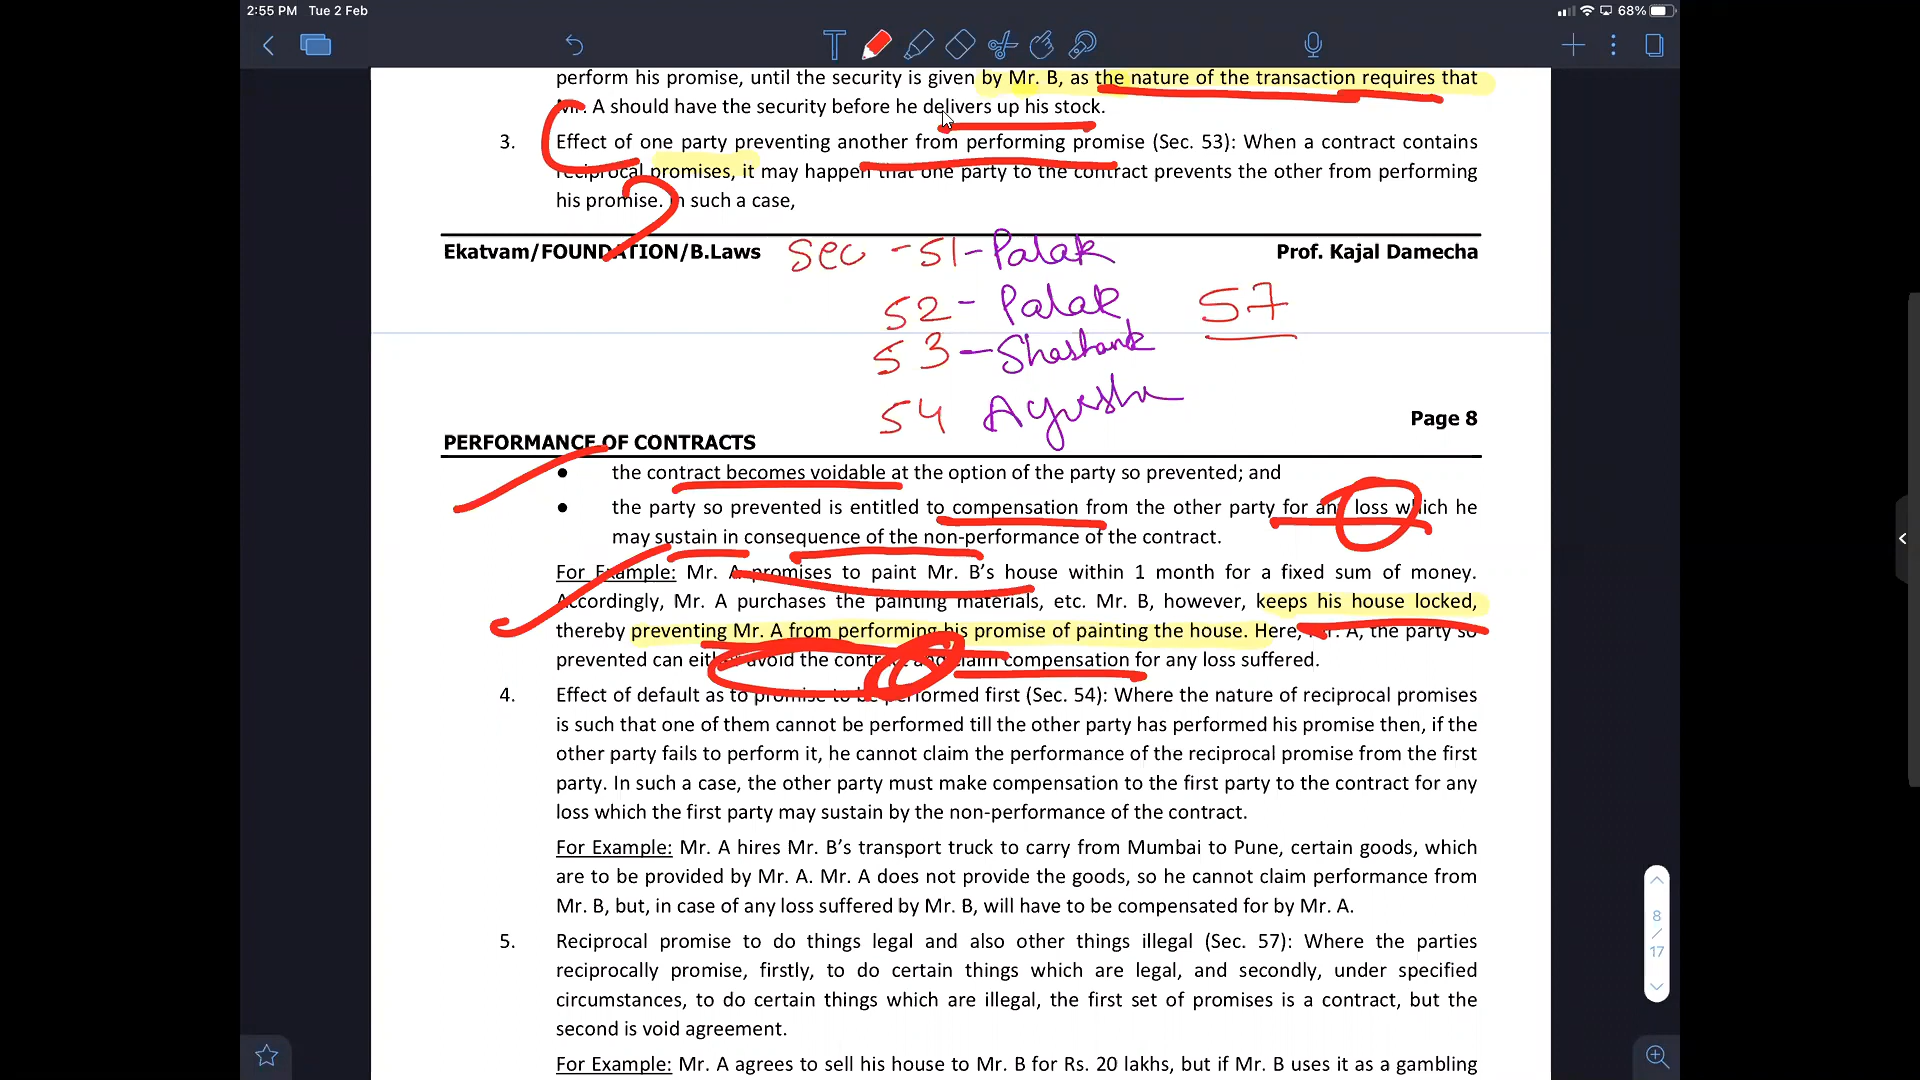 2:55 PM Tue 2 Feb
68%
perform his promise, until the security is given by Mr. B, as the nature of the transaction requires that
Mr. A should have the security before he delivers up his stock.
3. Effect of one party preventing another from performing promise (Sec. 53): When a contract contains
reciprocal promises, it may happen that one party to the contract prevents the other from performing
his promise. In such a case,
Ekatvam/FOUNDATION/B.Laws
Prof. Kajal Damecha
Sec - 51 - Palak
52 - Palak
57
53 - Shashank
54 Ayushi
Page 8
PERFORMANCE OF CONTRACTS
• the contract becomes voidable at the option of the party so prevented; and
• the party so prevented is entitled to compensation from the other party for any loss which he
may sustain in consequence of the non-performance of the contract.
For Example: Mr. A promises to paint Mr. B's house within 1 month for a fixed sum of money.
Accordingly, Mr. A purchases the painting materials, etc. Mr. B, however, keeps his house locked,
thereby preventing Mr. A from performing his promise of painting the house. Here, Mr. A, the party so
prevented can either avoid the contract and claim compensation for any loss suffered.
4. Effect of default as to promise to be performed first (Sec. 54): Where the nature of reciprocal promises
is such that one of them cannot be performed till the other party has performed his promise then, if the
other party fails to perform it, he cannot claim the performance of the reciprocal promise from the first
party. In such a case, the other party must make compensation to the first party to the contract for any
loss which the first party may sustain by the non-performance of the contract.
For Example: Mr. A hires Mr. B's transport truck to carry from Mumbai to Pune, certain goods, which
are to be provided by Mr. A. Mr. A does not provide the goods, so he cannot claim performance from
Mr. B, but, in case of any loss suffered by Mr. B, will have to be compensated for by Mr. A.
5. Reciprocal promise to do things legal and also other things illegal (Sec. 57): Where the parties
reciprocally promise, firstly, to do certain things which are legal, and secondly, under specified
circumstances, to do certain things which are illegal, the first set of promises is a contract, but the
second is void agreement.
For Example: Mr. A agrees to sell his house to Mr. B for Rs. 20 lakhs, but if Mr. B uses it as a gambling
8
/
17